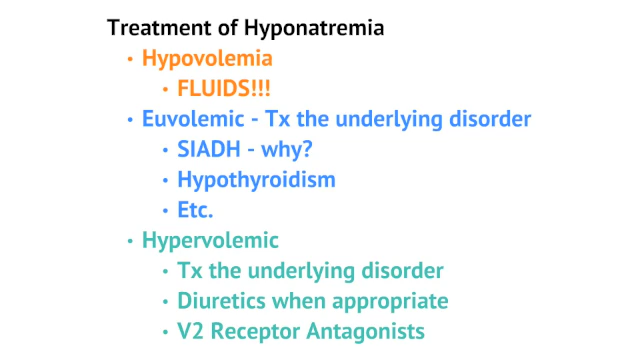 Treatment of Hyponatremia
• Hypovolemia
• FLUIDS!!!
• Euvolemic - Tx the underlying disorder
• SIADH - why?
• Hypothyroidism
• Etc.
• Hypervolemic
• Tx the underlying disorder
• Diuretics when appropriate
• V2 Receptor Antagonists